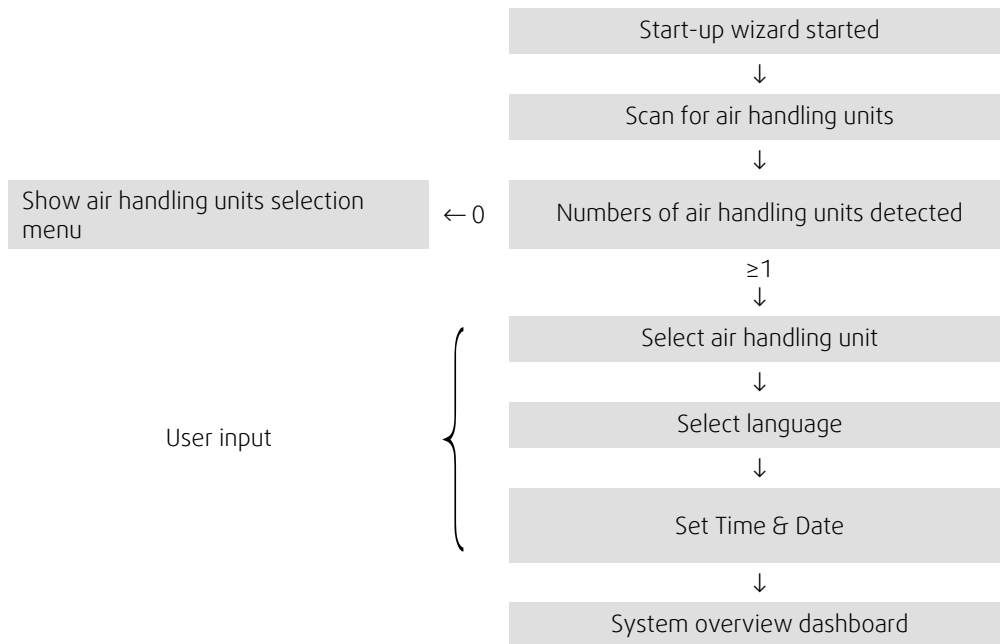 Start-up wizard started
↓
Scan for air handling units
↓
Show air handling units selection
menu
← 0
Numbers of air handling units detected
≥1
↓
Select air handling unit
↓
User input
Select language
↓
Set Time & Date
↓
System overview dashboard